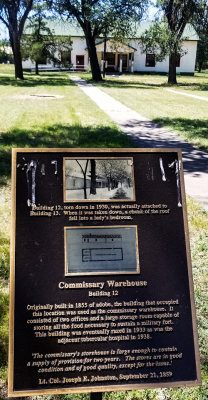 Building 12, torn down in 1930, was actually attached to
Building 13. When it was taken down, a chunk of the roof
fell into a lady's bedroom.
Commissary Warehouse
Building 12
Originally built in 1855 of adobe, the building that occupied
this location was used as the commissary warehouse. It
consisted of two offices and a large storage room capable of
storing all the food necessary to sustain a military fort.
This building was eventually razed in 1933 as was the
adjacent tubercular hospital in 1938.
"The commissary's storehouse is large enough to contain
a supply of provision for two years. The stores are in good
condition and of good quality, except for the hams."
Lt. Col. Joseph E. Johnston, September 21, 1859